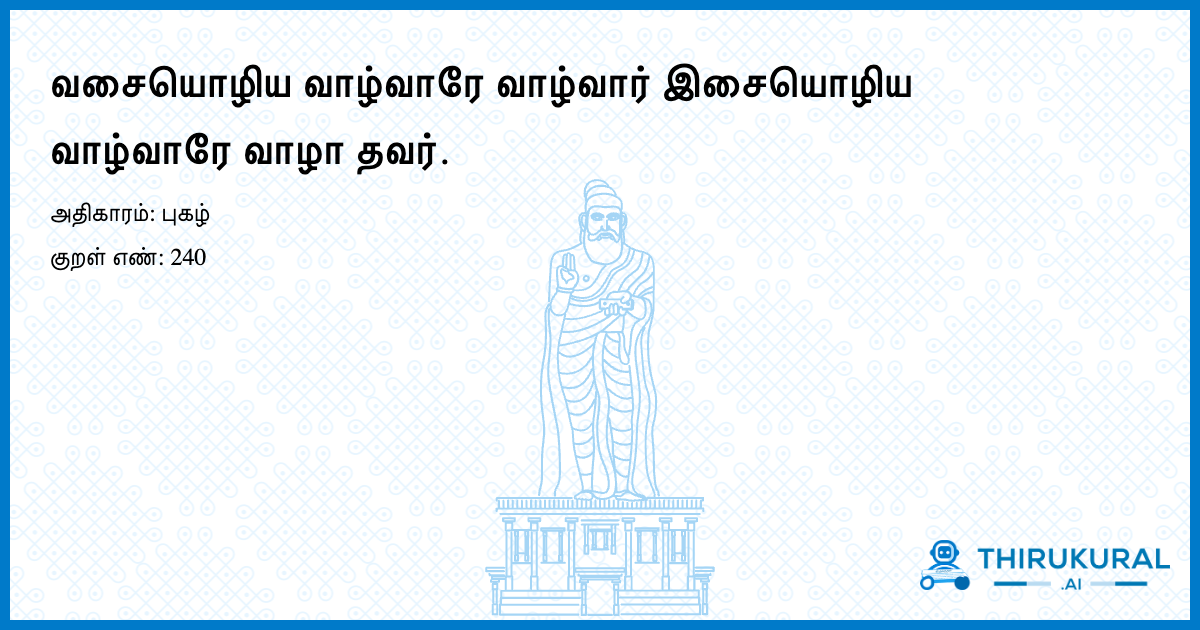 வசையொழிய வாழ்வாரே வாழ்வார் இசையொழிய
வாழ்வாரே வாழா தவர்.
அதிகாரம்: புகழ்
குறள் எண்: 240
THIRUKURAL
.AI